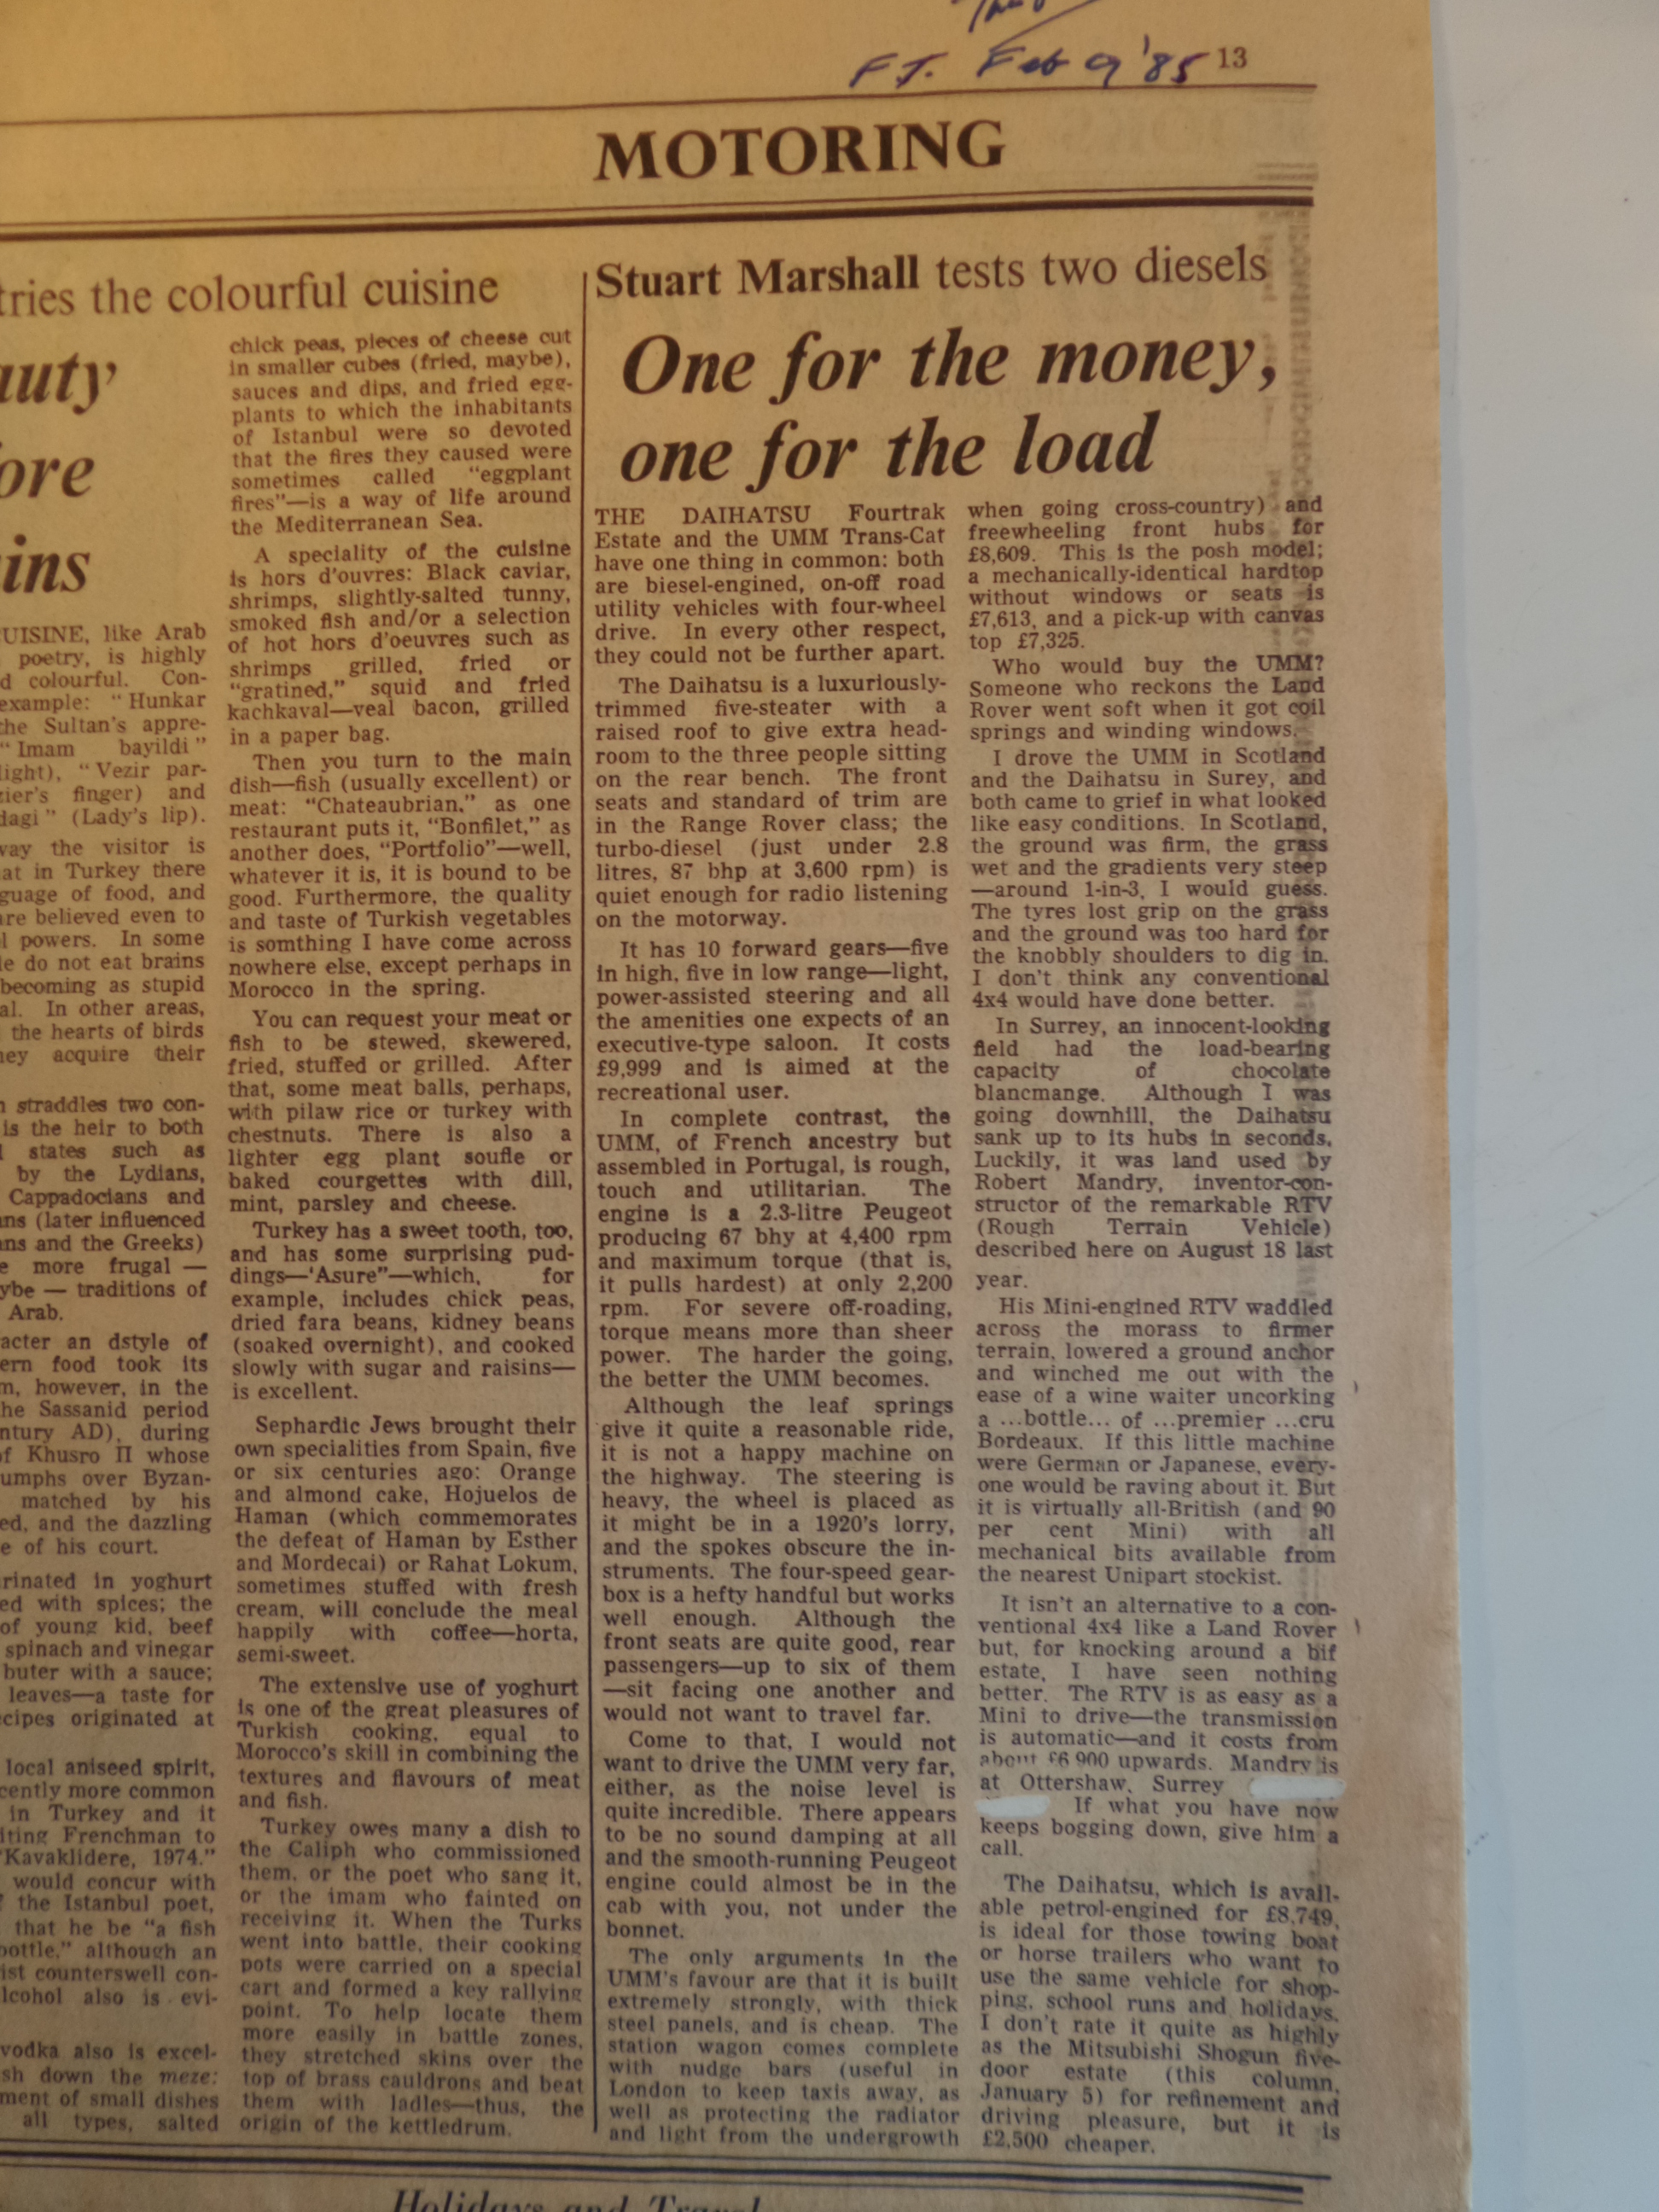 FT. Feb 9 '85
13
MOTORING
tries the colourful cuisine
auty
ore
ins
UISINE, like Arab
poetry, is highly
d colourful. Con-
example: "Hunkar
the Sultan's appre-
"Imam bayildi"
light), "Vezir par-
zier's finger) and
dagi" (Lady's lip).
way the visitor is
at in Turkey there
guage of food, and
are believed even to
l powers. In some
le do not eat brains
becoming as stupid
al. In other areas,
the hearts of birds
hey acquire their
n straddles two con-
is the heir to both
l states such as
by the Lydians,
Cappadocians and
ans (later influenced
ans and the Greeks)
e more frugal —
ybe — traditions of
Arab.
acter an dstyle of
ern food took its
m, however, in the
he Sassanid period
ntury AD), during
of Khusro II whose
umphs over Byzan-
matched by his
ed, and the dazzling
e of his court.
rinated in yoghurt
ed with spices; the
of young kid, beef
spinach and vinegar
buter with a sauce;
leaves—a taste for
ecipes originated at
local aniseed spirit,
cently more common
in Turkey and it
iting Frenchman to
"Kavaklidere, 1974."
would concur with
the Istanbul poet,
that he be "a fish
bottle," although an
ist counterswell con-
lcohol also is evi-
vodka also is excel-
sh down the meze:
ment of small dishes
all types, salted
chick peas, pieces of cheese cut
in smaller cubes (fried, maybe),
sauces and dips, and fried egg-
plants to which the inhabitants
of Istanbul were so devoted
that the fires they caused were
sometimes called "eggplant
fires"—is a way of life around
the Mediterranean Sea.
A speciality of the cuisine
is hors d'ouvres: Black caviar,
shrimps, slightly-salted tunny,
smoked fish and/or a selection
of hot hors d'oeuvres such as
shrimps grilled, fried or
"gratined," squid and fried
kachkaval—veal bacon, grilled
in a paper bag.
Then you turn to the main
dish—fish (usually excellent) or
meat: "Chateaubrian," as one
restaurant puts it, "Bonfilet," as
another does, "Portfolio"—well,
whatever it is, it is bound to be
good. Furthermore, the quality
and taste of Turkish vegetables
is somthing I have come across
nowhere else, except perhaps in
Morocco in the spring.
You can request your meat or
fish to be stewed, skewered,
fried, stuffed or grilled. After
that, some meat balls, perhaps,
with pilaw rice or turkey with
chestnuts. There is also a
lighter egg plant soufle or
baked courgettes with dill,
mint, parsley and cheese.
Turkey has a sweet tooth, too,
and has some surprising pud-
dings—'Asure"—which, for
example, includes chick peas,
dried fara beans, kidney beans
(soaked overnight), and cooked
slowly with sugar and raisins—
is excellent.
Sephardic Jews brought their
own specialities from Spain, five
or six centuries ago: Orange
and almond cake, Hojuelos de
Haman (which commemorates
the defeat of Haman by Esther
and Mordecai) or Rahat Lokum,
sometimes stuffed with fresh
cream, will conclude the meal
happily with coffee—horta,
semi-sweet.
The extensive use of yoghurt
is one of the great pleasures of
Turkish cooking, equal to
Morocco's skill in combining the
textures and flavours of meat
and fish.
Turkey owes many a dish to
the Caliph who commissioned
them, or the poet who sang it,
or the imam who fainted on
receiving it. When the Turks
went into battle, their cooking
pots were carried on a special
cart and formed a key rallying
point. To help locate them
more easily in battle zones,
they stretched skins over the
top of brass cauldrons and beat
them with ladles—thus, the
origin of the kettledrum.
Stuart Marshall tests two diesels
One for the money,
one for the load
THE DAIHATSU Fourtrak
Estate and the UMM Trans-Cat
have one thing in common: both
are biesel-engined, on-off road
utility vehicles with four-wheel
drive. In every other respect,
they could not be further apart.
The Daihatsu is a luxuriously-
trimmed five-steater with a
raised roof to give extra head-
room to the three people sitting
on the rear bench. The front
seats and standard of trim are
in the Range Rover class; the
turbo-diesel (just under 2.8
litres, 87 bhp at 3,600 rpm) is
quiet enough for radio listening
on the motorway.
It has 10 forward gears—five
in high, five in low range—light,
power-assisted steering and all
the amenities one expects of an
executive-type saloon. It costs
£9,999 and is aimed at the
recreational user.
In complete contrast, the
UMM, of French ancestry but
assembled in Portugal, is rough,
touch and utilitarian. The
engine is a 2.3-litre Peugeot
producing 67 bhy at 4,400 rpm
and maximum torque (that is,
it pulls hardest) at only 2,200
rpm. For severe off-roading,
torque means more than sheer
power. The harder the going,
the better the UMM becomes.
Although the leaf springs
give it quite a reasonable ride,
it is not a happy machine on
the highway. The steering is
heavy, the wheel is placed as
it might be in a 1920's lorry,
and the spokes obscure the in-
struments. The four-speed gear-
box is a hefty handful but works
well enough. Although the
front seats are quite good, rear
passengers—up to six of them
—sit facing one another and
would not want to travel far.
Come to that, I would not
want to drive the UMM very far,
either, as the noise level is
quite incredible. There appears
to be no sound damping at all
and the smooth-running Peugeot
engine could almost be in the
cab with you, not under the
bonnet.
The only arguments in the
UMM's favour are that it is built
extremely strongly, with thick
steel panels, and is cheap. The
station wagon comes complete
with nudge bars (useful in
London to keep taxis away, as
well as protecting the radiator
and light from the undergrowth
when going cross-country) and
freewheeling front hubs for
£8,609. This is the posh model;
a mechanically-identical hardtop
without windows or seats is
£7,613, and a pick-up with canvas
top £7,325.
Who would buy the UMM?
Someone who reckons the Land
Rover went soft when it got coil
springs and winding windows.
I drove the UMM in Scotland
and the Daihatsu in Surey, and
both came to grief in what looked
like easy conditions. In Scotland,
the ground was firm, the grass
wet and the gradients very steep
—around 1-in-3, I would guess.
The tyres lost grip on the grass
and the ground was too hard for
the knobbly shoulders to dig in.
I don't think any conventional
4x4 would have done better.
In Surrey, an innocent-looking
field had the load-bearing
capacity of chocolate
blancmange. Although I was
going downhill, the Daihatsu
sank up to its hubs in seconds.
Luckily, it was land used by
Robert Mandry, inventor-con-
structor of the remarkable RTV
(Rough Terrain Vehicle)
described here on August 18 last
year.
His Mini-engined RTV waddled
across the morass to firmer
terrain, lowered a ground anchor
and winched me out with the
ease of a wine waiter uncorking
a ...bottle... of ...premier ...cru
Bordeaux. If this little machine
were German or Japanese, every-
one would be raving about it. But
it is virtually all-British (and 90
per cent Mini) with all
mechanical bits available from
the nearest Unipart stockist.
It isn't an alternative to a con-
ventional 4x4 like a Land Rover
but, for knocking around a bif
estate, I have seen nothing
better. The RTV is as easy as a
Mini to drive—the transmission
is automatic—and it costs from
about £6,900 upwards. Mandry is
at Ottershaw, Surrey
If what you have now
keeps bogging down, give him a
call.
The Daihatsu, which is avail-
able petrol-engined for £8,749,
is ideal for those towing boat
or horse trailers who want to
use the same vehicle for shop-
ping, school runs and holidays.
I don't rate it quite as highly
as the Mitsubishi Shogun five-
door estate (this column,
January 5) for refinement and
driving pleasure, but it is
£2,500 cheaper.
Holidays and Travel